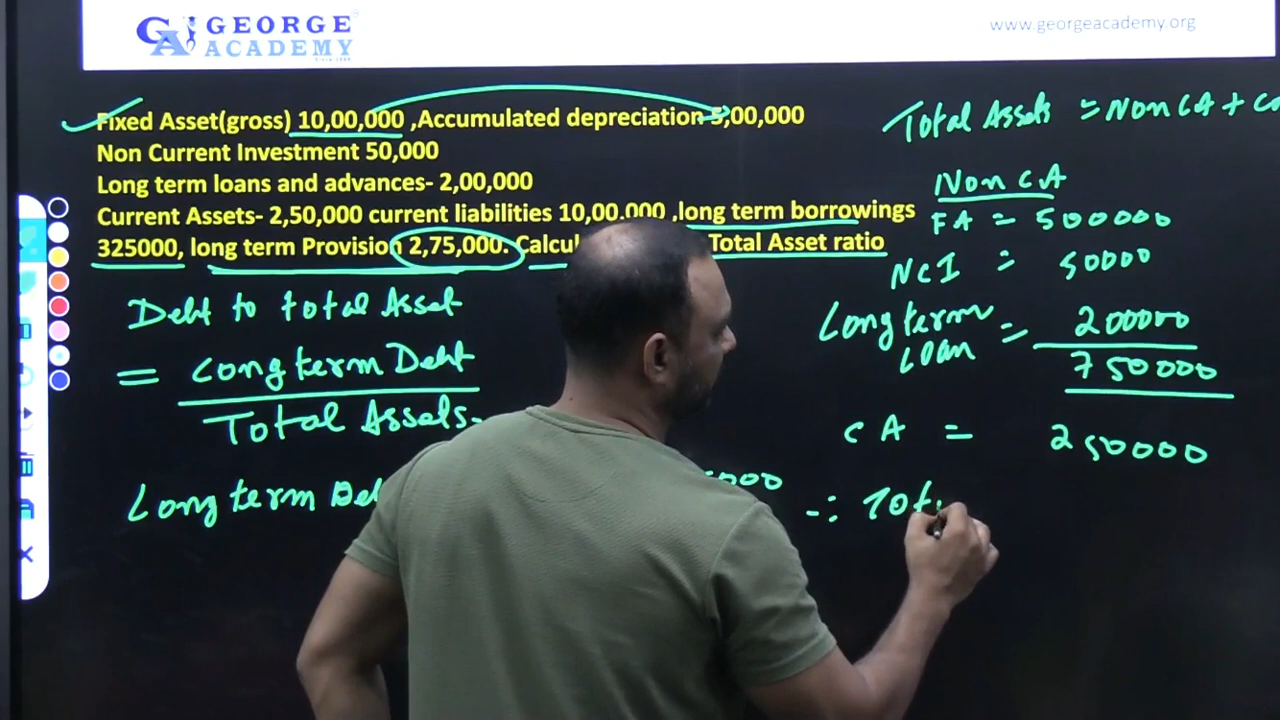 GEORGE
ACADEMY
www.georgeacademy.org
Fixed Asset(gross) 10,00,000 ,Accumulated depreciation 5,00,000
Non Current Investment 50,000
Long term loans and advances- 2,00,000
Current Assets- 2,50,000 current liabilities 10,00,000 ,long term borrowings
325000, long term Provision 2,75,000. Total Asset ratio
Debt to total Asset
= Long term Debt
Total Assets
Long term
Total Assets = Non CA +
Non CA
FA = 500000
NCI = 50000
Long term Loan = 200000
750000
CA = 250000
∴